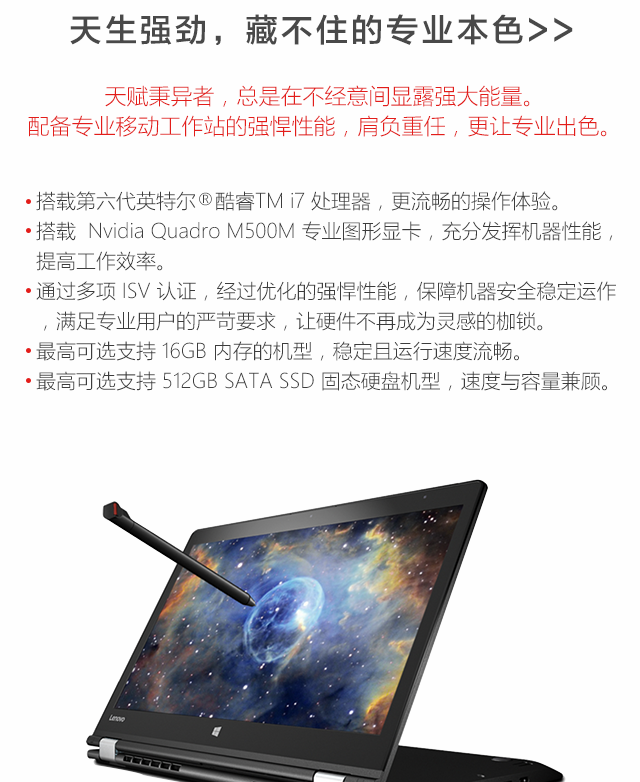 天生强劲，藏不住的专业本色>>
天赋秉异者，总是在不经意间显露强大能量。
配备专业移动工作站的强悍性能，肩负重任，更让专业出色。
•搭载第六代英特尔®酷睿TM i7 处理器，更流畅的操作体验。
•搭载 Nvidia Quadro M500M 专业图形显卡，充分发挥机器性能，
提高工作效率。
•通过多项 ISV 认证，经过优化的强悍性能，保障机器安全稳定运作
，满足专业用户的严苛要求，让硬件不再成为灵感的枷锁。
•最高可选支持 16GB 内存的机型，稳定且运行速度流畅。
•最高可选支持 512GB SATA SSD 固态硬盘机型，速度与容量兼顾。
Lenovo